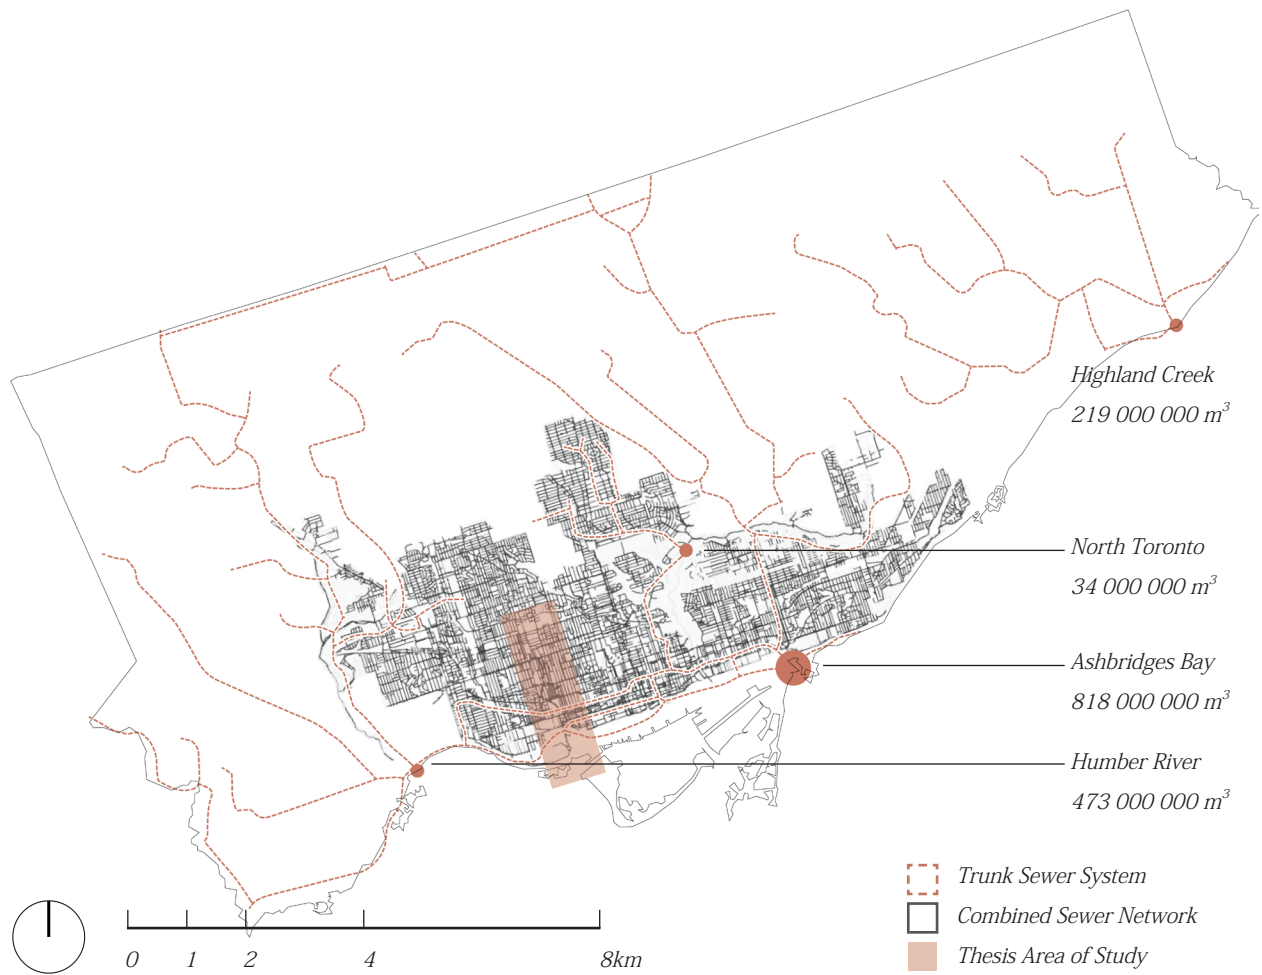 Highland Creek
219 000 000 m³
North Toronto
34 000 000 m³
Ashbridges Bay
818 000 000 m³
Humber River
473 000 000 m³
Trunk Sewer System
Combined Sewer Network
Thesis Area of Study
0 1 2 4 8km